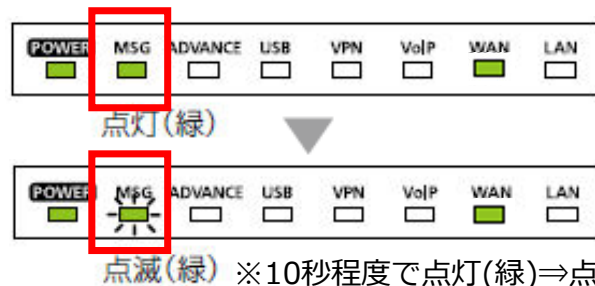 POWER MSG ADVANCE USB VPN VoIP WAN LAN
点灯(緑)
POWER MSG ADVANCE USB VPN VoIP WAN LAN
点滅(緑) ※10秒程度で点灯(緑)⇒点